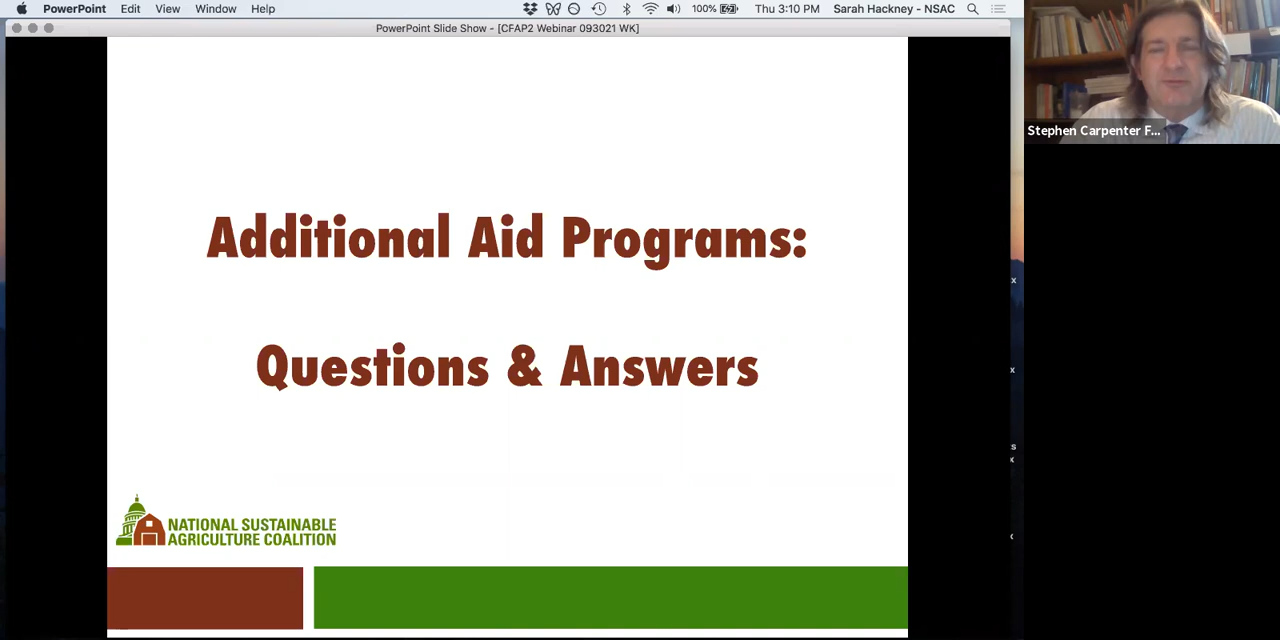 PowerPoint Edit View Window Help 100% Thu 3:10 PM Sarah Hackney - NSAC
PowerPoint Slide Show - [CFAP2 Webinar 093021 WK]
Stephen Carpenter F...
Additional Aid Programs:
Questions & Answers
NATIONAL SUSTAINABLE
AGRICULTURE COALITION
x
x
s
x
x